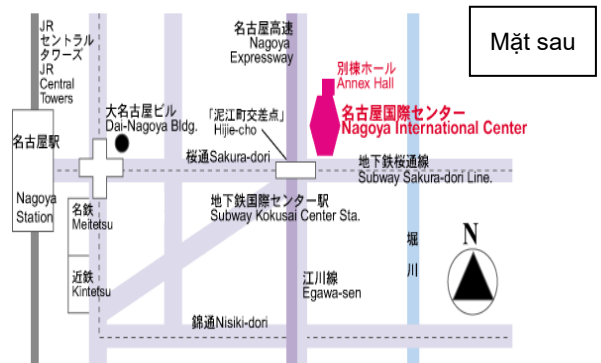 JR
セントラル
タワーズ
JR
Central
Towers
名古屋高速
Nagoya
Expressway
Mặt sau
別棟ホール
Annex Hall
大名古屋ビル
Dai-Nagoya Bldg.
「泥江町交差点」
Hijie-cho
名古屋国際センター
Nagoya International Center
名古屋駅
桜通Sakura-dori
地下鉄桜通線
Subway Sakura-dori Line.
Nagoya
Station
名鉄
Meitetsu
地下鉄国際センター駅
Subway Kokusai Center Sta.
堀
川
N
近鉄
Kintetsu
江川線
Egawa-sen
錦通Nisiki-dori